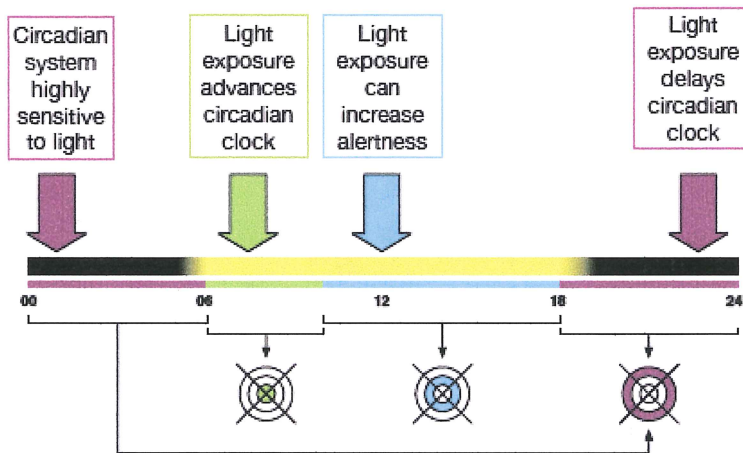 Circadian
system
highly
sensitive
to light
Light
exposure
advances
circadian
clock
Light
exposure
can
increase
alertness
Light
exposure
delays
circadian
clock
00 06 12 18 24